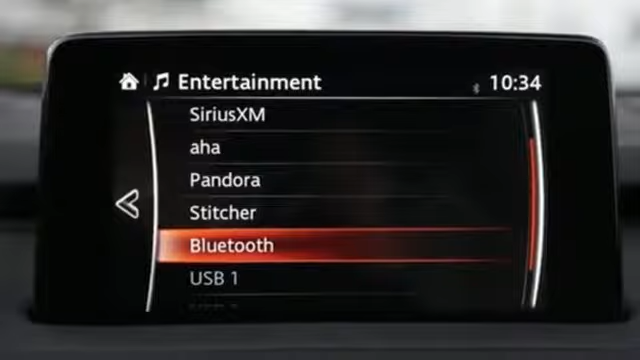 Entertainment 10:34
SiriusXM
aha
Pandora
Stitcher
Bluetooth
USB 1